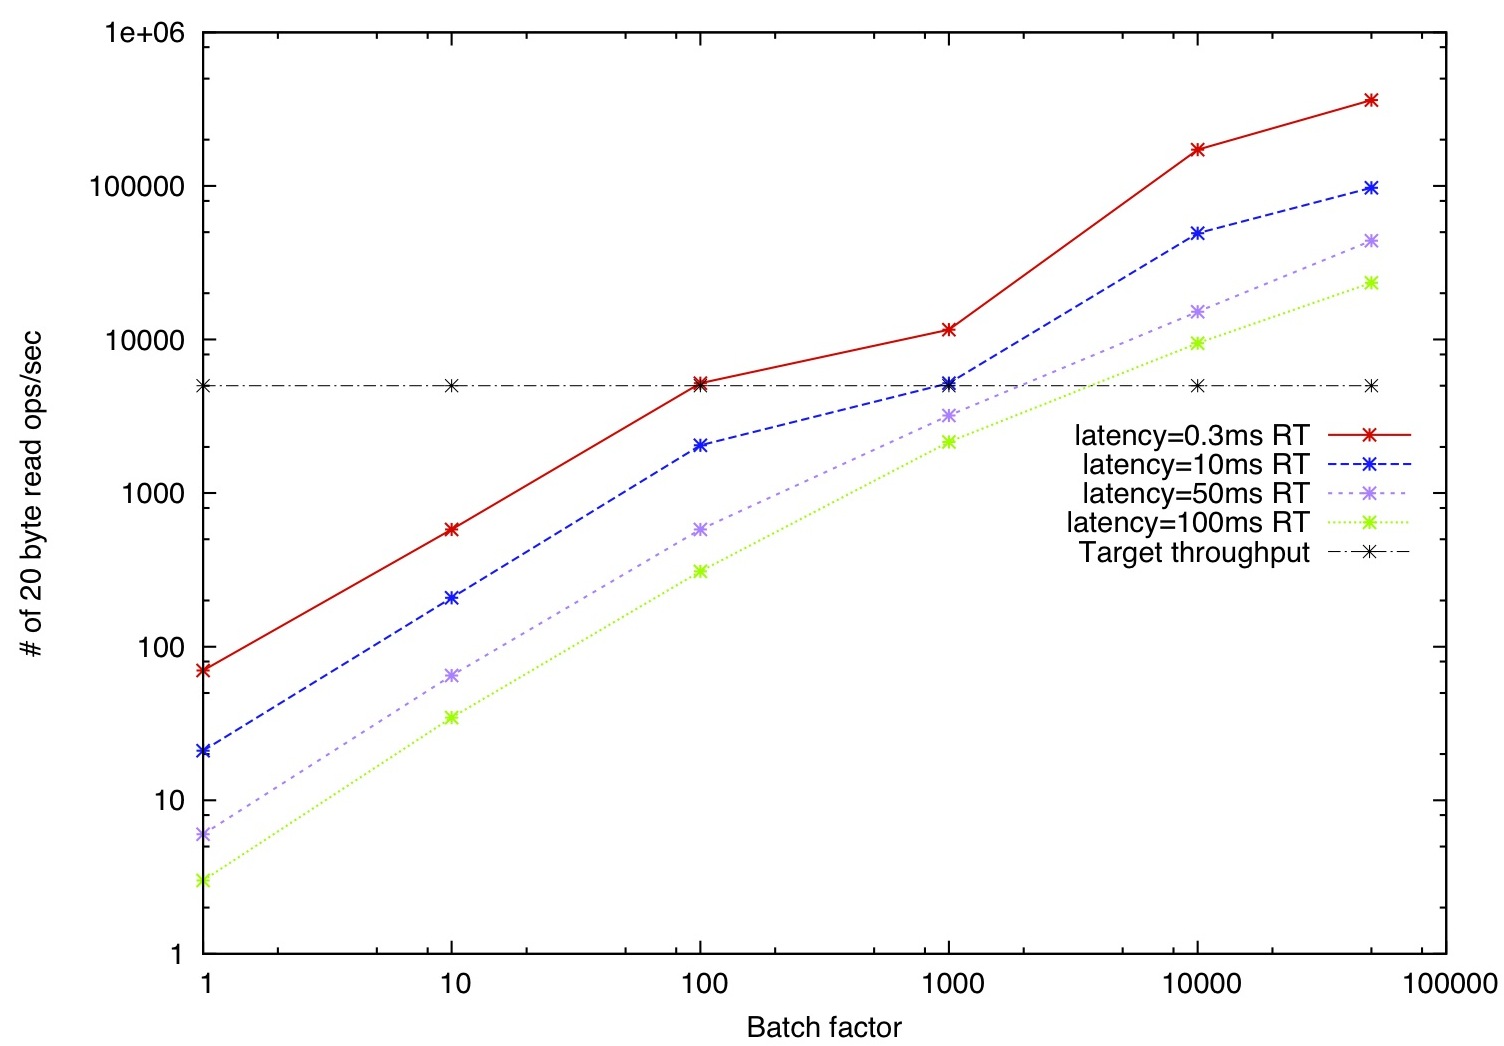 1e+06
100000
10000
1000
100
10
1
# of 20 byte read ops/sec
latency=0.3ms RT
latency=10ms RT
latency=50ms RT
latency=100ms RT
Target throughput
1 10 100 1000 10000 100000
Batch factor